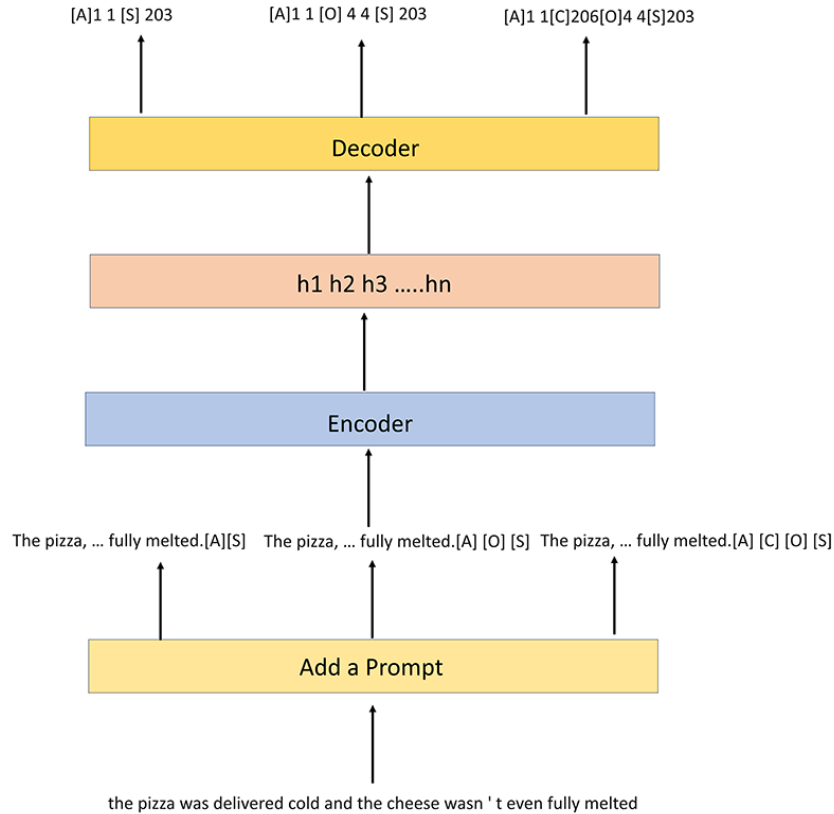 [A]1 1 [S] 203
[A]1 1 [O] 4 4 [S] 203
[A]1 1[C]206[O]4 4[S]203
Decoder
h1 h2 h3 .....hn
Encoder
The pizza, ... fully melted.[A][S]
The pizza, ... fully melted.[A] [O] [S]
The pizza, ... fully melted.[A] [C] [O] [S]
Add a Prompt
the pizza was delivered cold and the cheese wasn ' t even fully melted